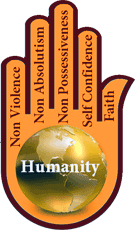 Non Violence
Non Absolutism
Non Possessiveness
Self Confidence
Faith
Humanity